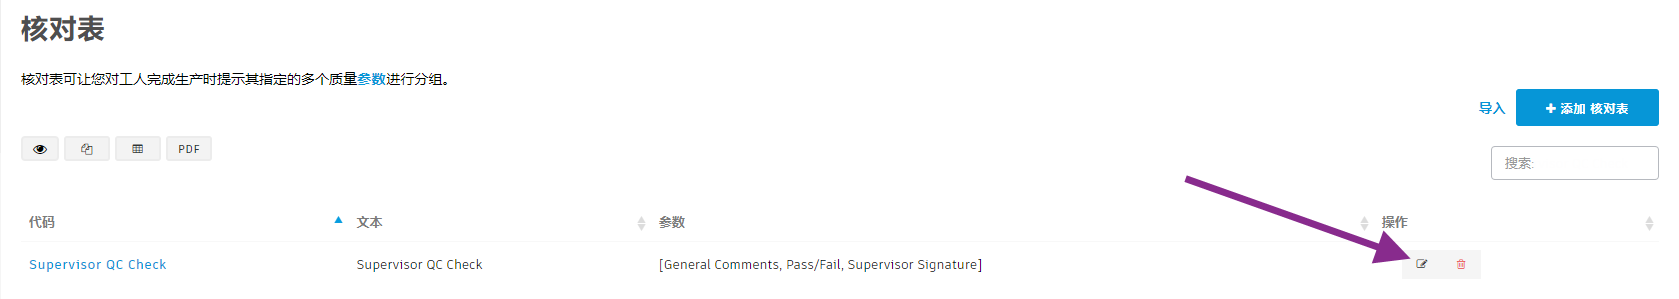 核对表
核对表可让您对工人完成生产时提示其指定的多个质量参数进行分组。
导入 添加 核对表
PDF
搜索:
代码 文本 参数 操作
Supervisor QC Check Supervisor QC Check [General Comments, Pass/Fail, Supervisor Signature]